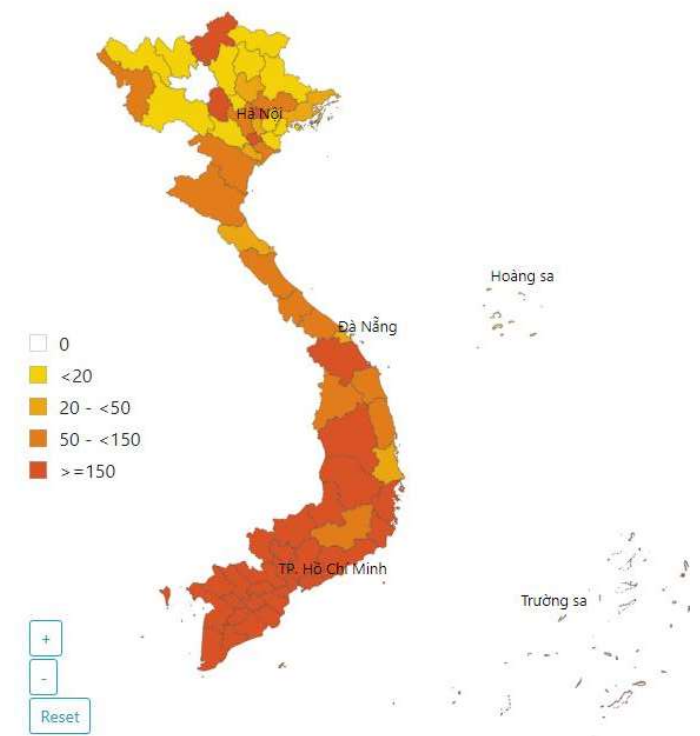 Hà Nội
Hoàng sa
Đà Nẵng
0
<20
20 - <50
50 - <150
>=150
TP. Hồ Chí Minh
Trường sa
+
-
Reset